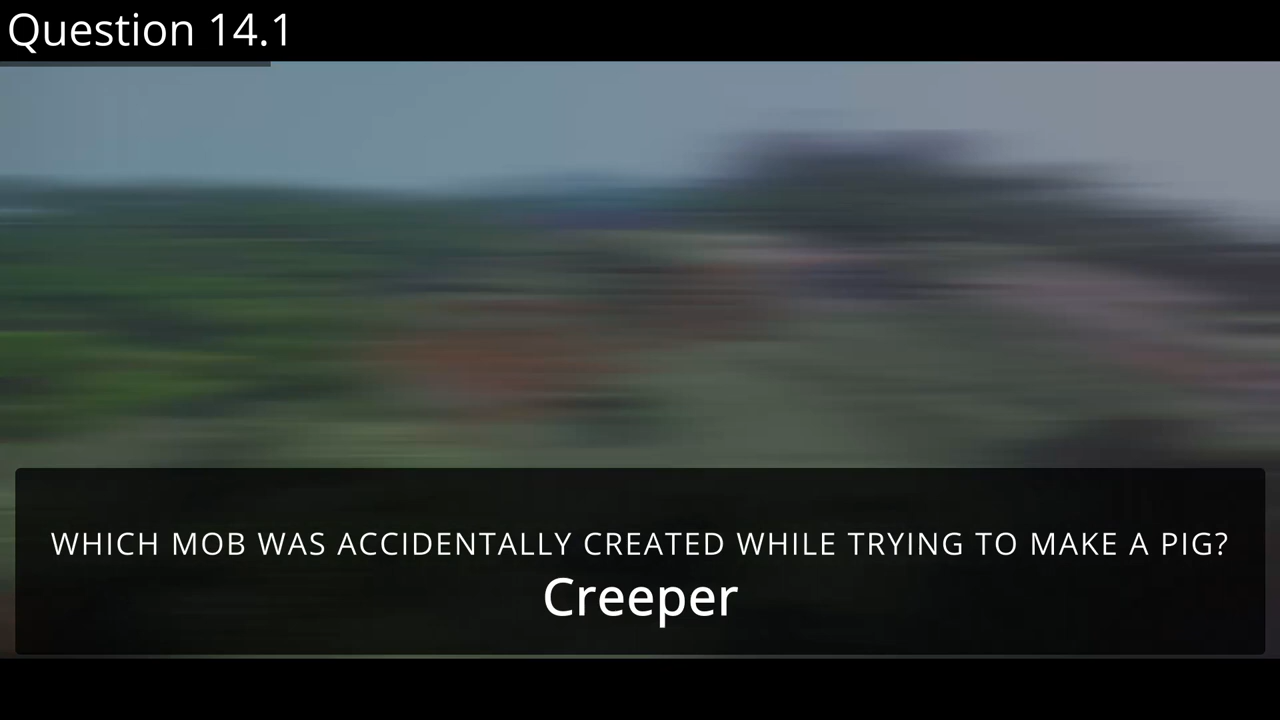 Question 14.1
WHICH MOB WAS ACCIDENTALLY CREATED WHILE TRYING TO MAKE A PIG?
Creeper